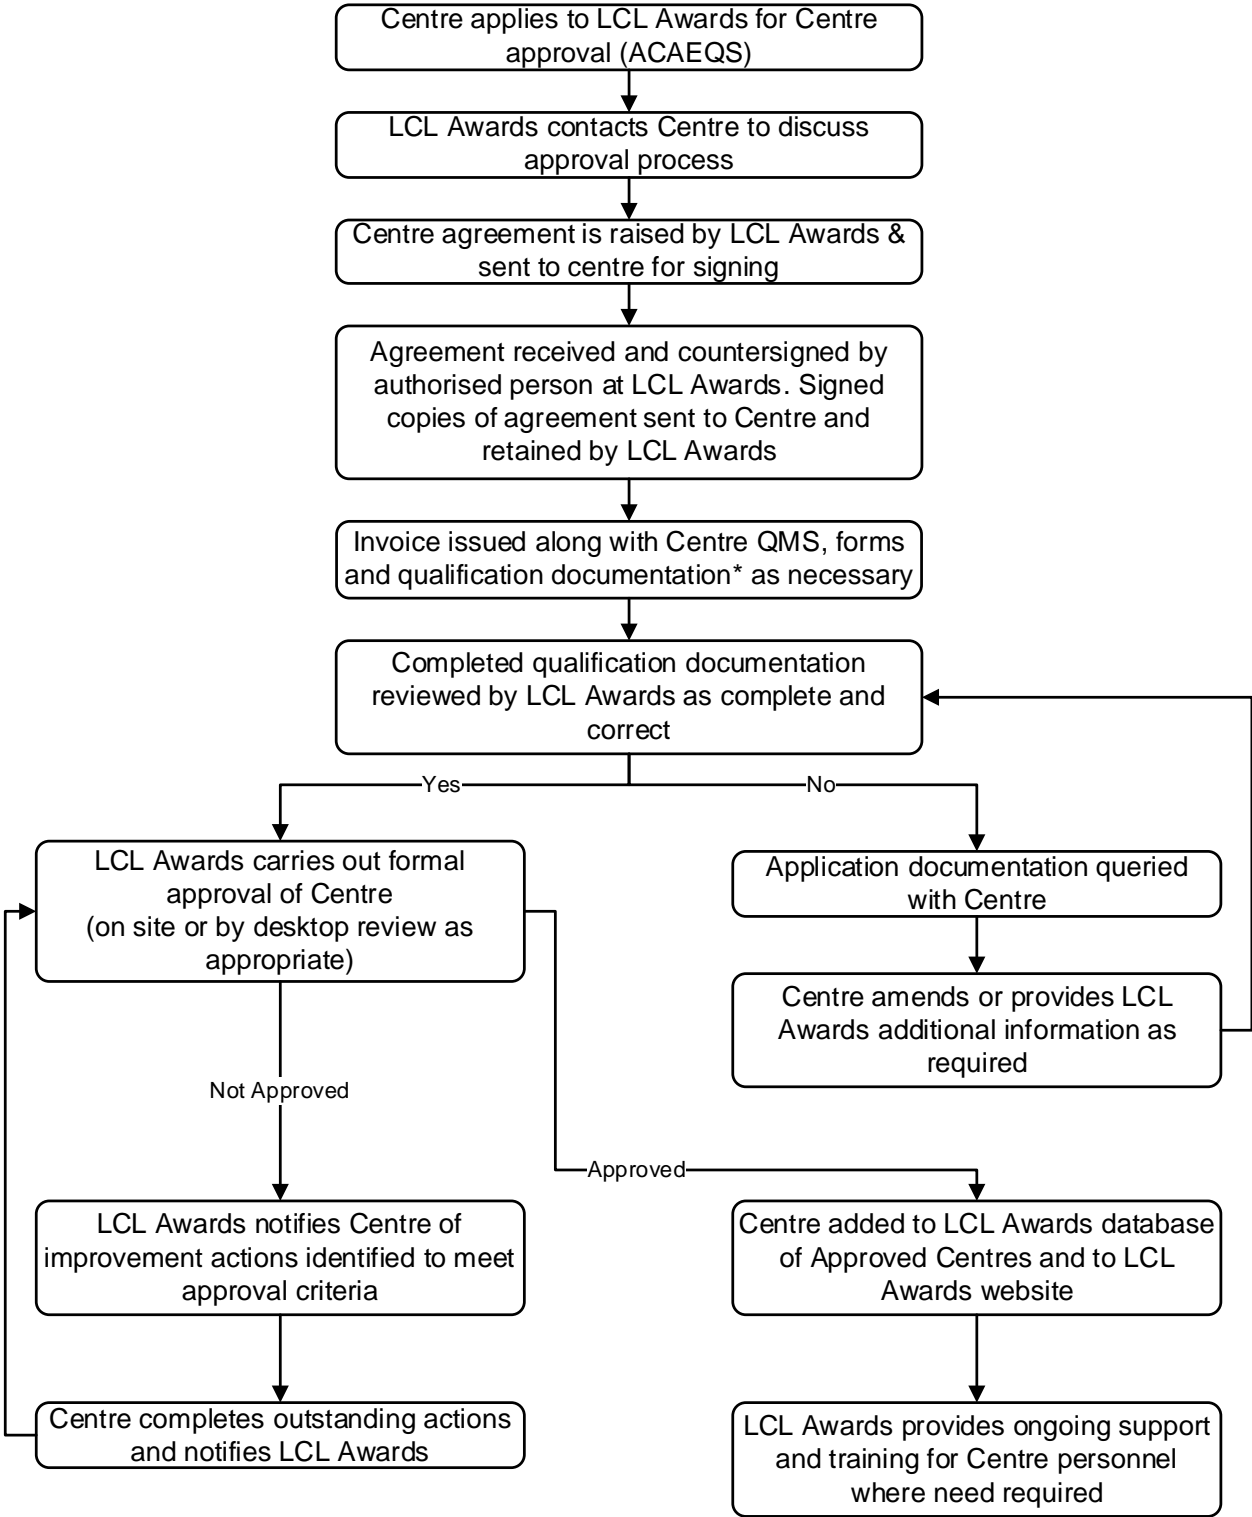 Centre applies to LCL Awards for Centre
approval (ACAEQS)
LCL Awards contacts Centre to discuss
approval process
Centre agreement is raised by LCL Awards &
sent to centre for signing
Agreement received and countersigned by
authorised person at LCL Awards. Signed
copies of agreement sent to Centre and
retained by LCL Awards
Invoice issued along with Centre QMS, forms
and qualification documentation* as necessary
Completed qualification documentation
reviewed by LCL Awards as complete and
correct
Yes
No
LCL Awards carries out formal
approval of Centre
(on site or by desktop review as
appropriate)
Application documentation queried
with Centre
Centre amends or provides LCL
Awards additional information as
required
Not Approved
Approved
LCL Awards notifies Centre of
improvement actions identified to meet
approval criteria
Centre added to LCL Awards database
of Approved Centres and to LCL
Awards website
Centre completes outstanding actions
and notifies LCL Awards
LCL Awards provides ongoing support
and training for Centre personnel
where need required